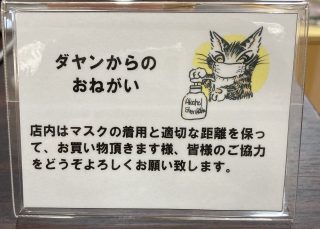 ダヤンからの
おねがい
Alcohol
店内はマスクの着用と適切な距離を保っ
て、お買い物頂きます様、皆様のご協力
をどうぞよろしくお願い致します。